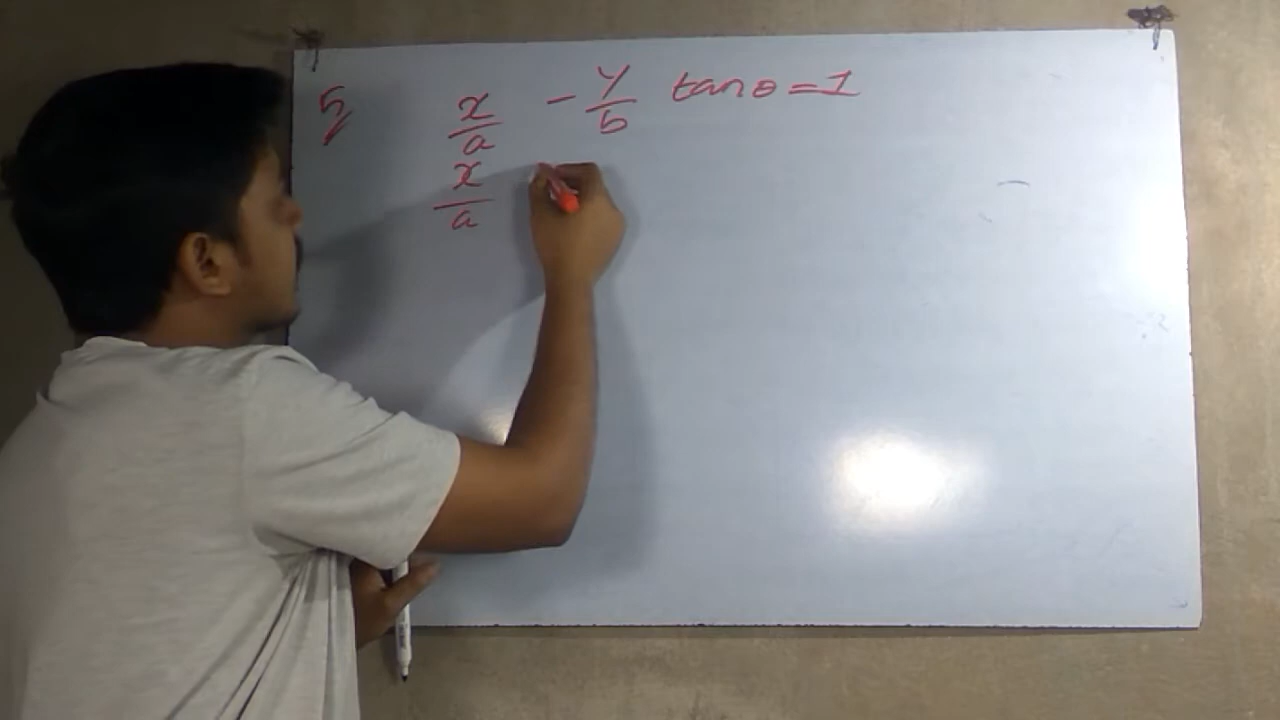 5 x/a - y/b tanθ = 1
x/a